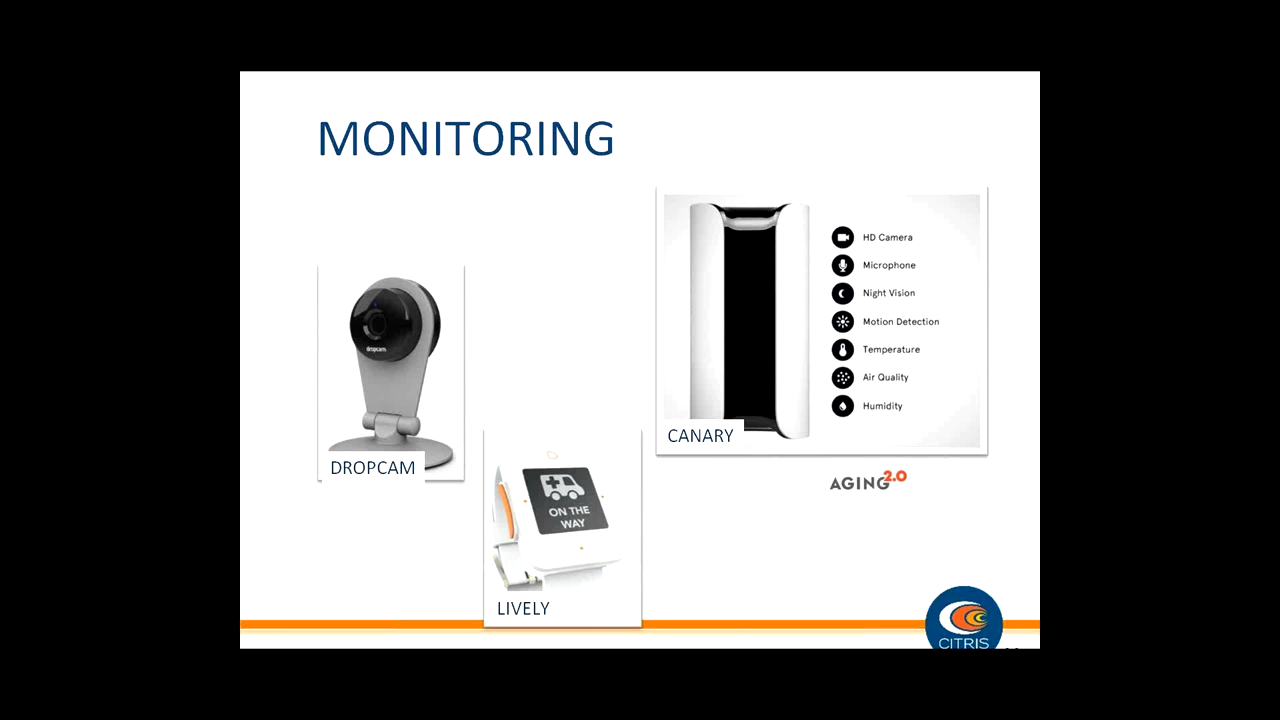 MONITORING
HD Camera
Microphone
Night Vision
Motion Detection
Temperature
Air Quality
Humidity
CANARY
dropcam
DROPCAM
AGING2.0
ON THE
WAY
LIVELY
CITRIS